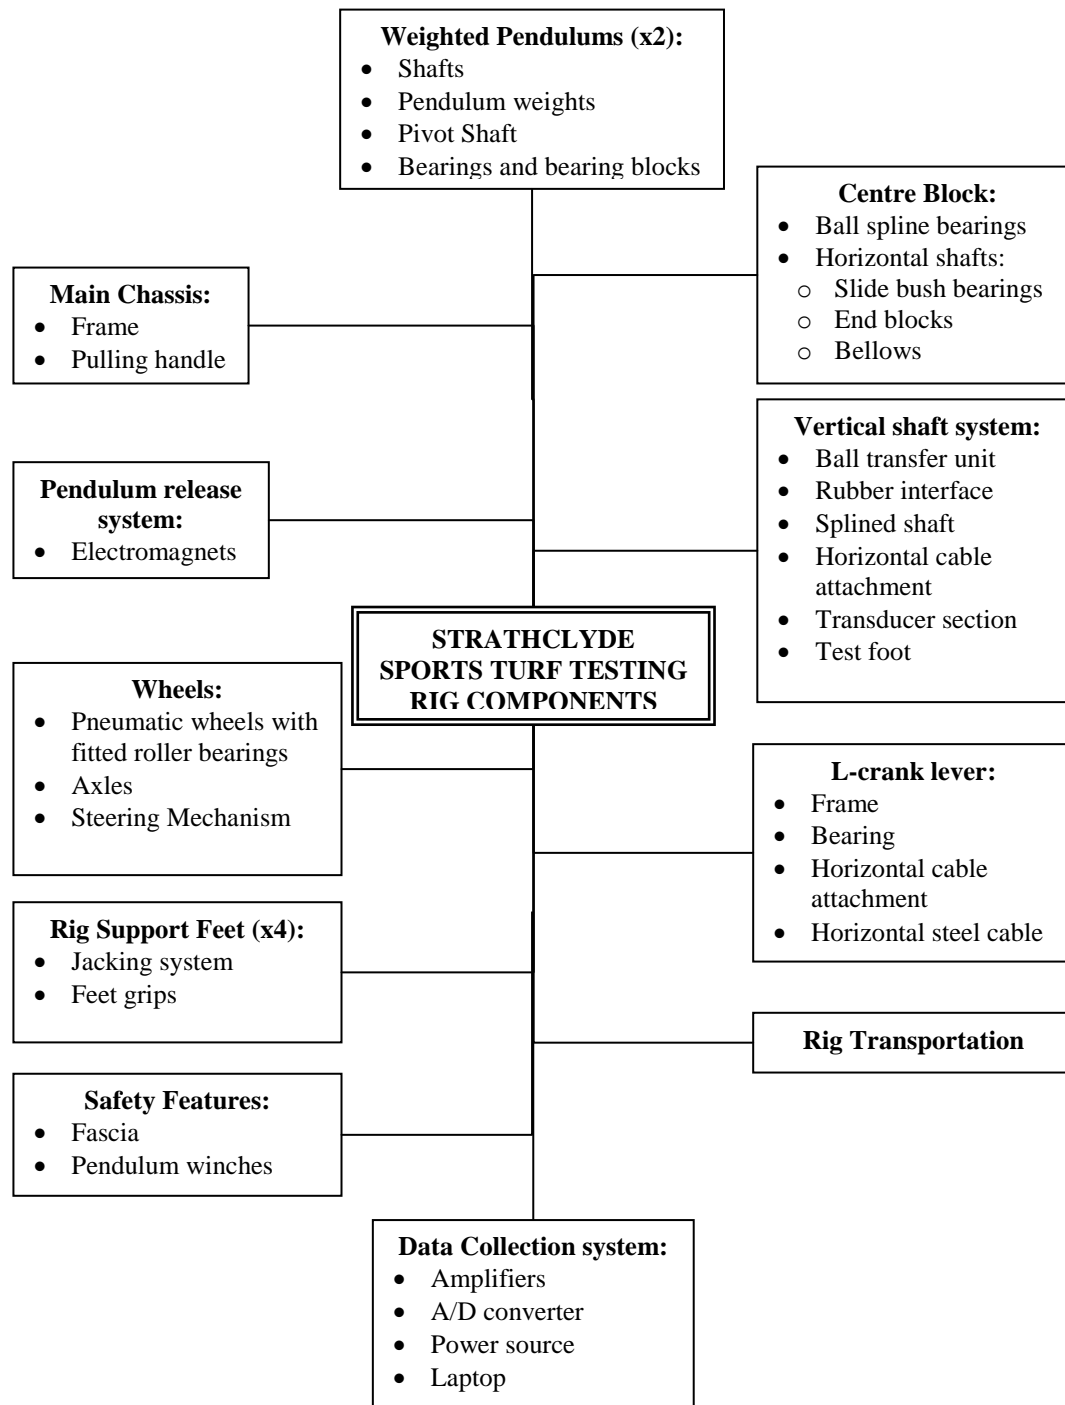 Weighted Pendulums (x2):
• Shafts
• Pendulum weights
• Pivot Shaft
• Bearings and bearing blocks
Centre Block:
• Ball spline bearings
• Horizontal shafts:
o Slide bush bearings
o End blocks
o Bellows
Main Chassis:
• Frame
• Pulling handle
Vertical shaft system:
• Ball transfer unit
• Rubber interface
• Splined shaft
• Horizontal cable
attachment
• Transducer section
• Test foot
Pendulum release
system:
• Electromagnets
STRATHCLYDE
SPORTS TURF TESTING
RIG COMPONENTS
Wheels:
• Pneumatic wheels with
fitted roller bearings
• Axles
• Steering Mechanism
L-crank lever:
• Frame
• Bearing
• Horizontal cable
attachment
• Horizontal steel cable
Rig Support Feet (x4):
• Jacking system
• Feet grips
Rig Transportation
Safety Features:
• Fascia
• Pendulum winches
Data Collection system:
• Amplifiers
• A/D converter
• Power source
• Laptop